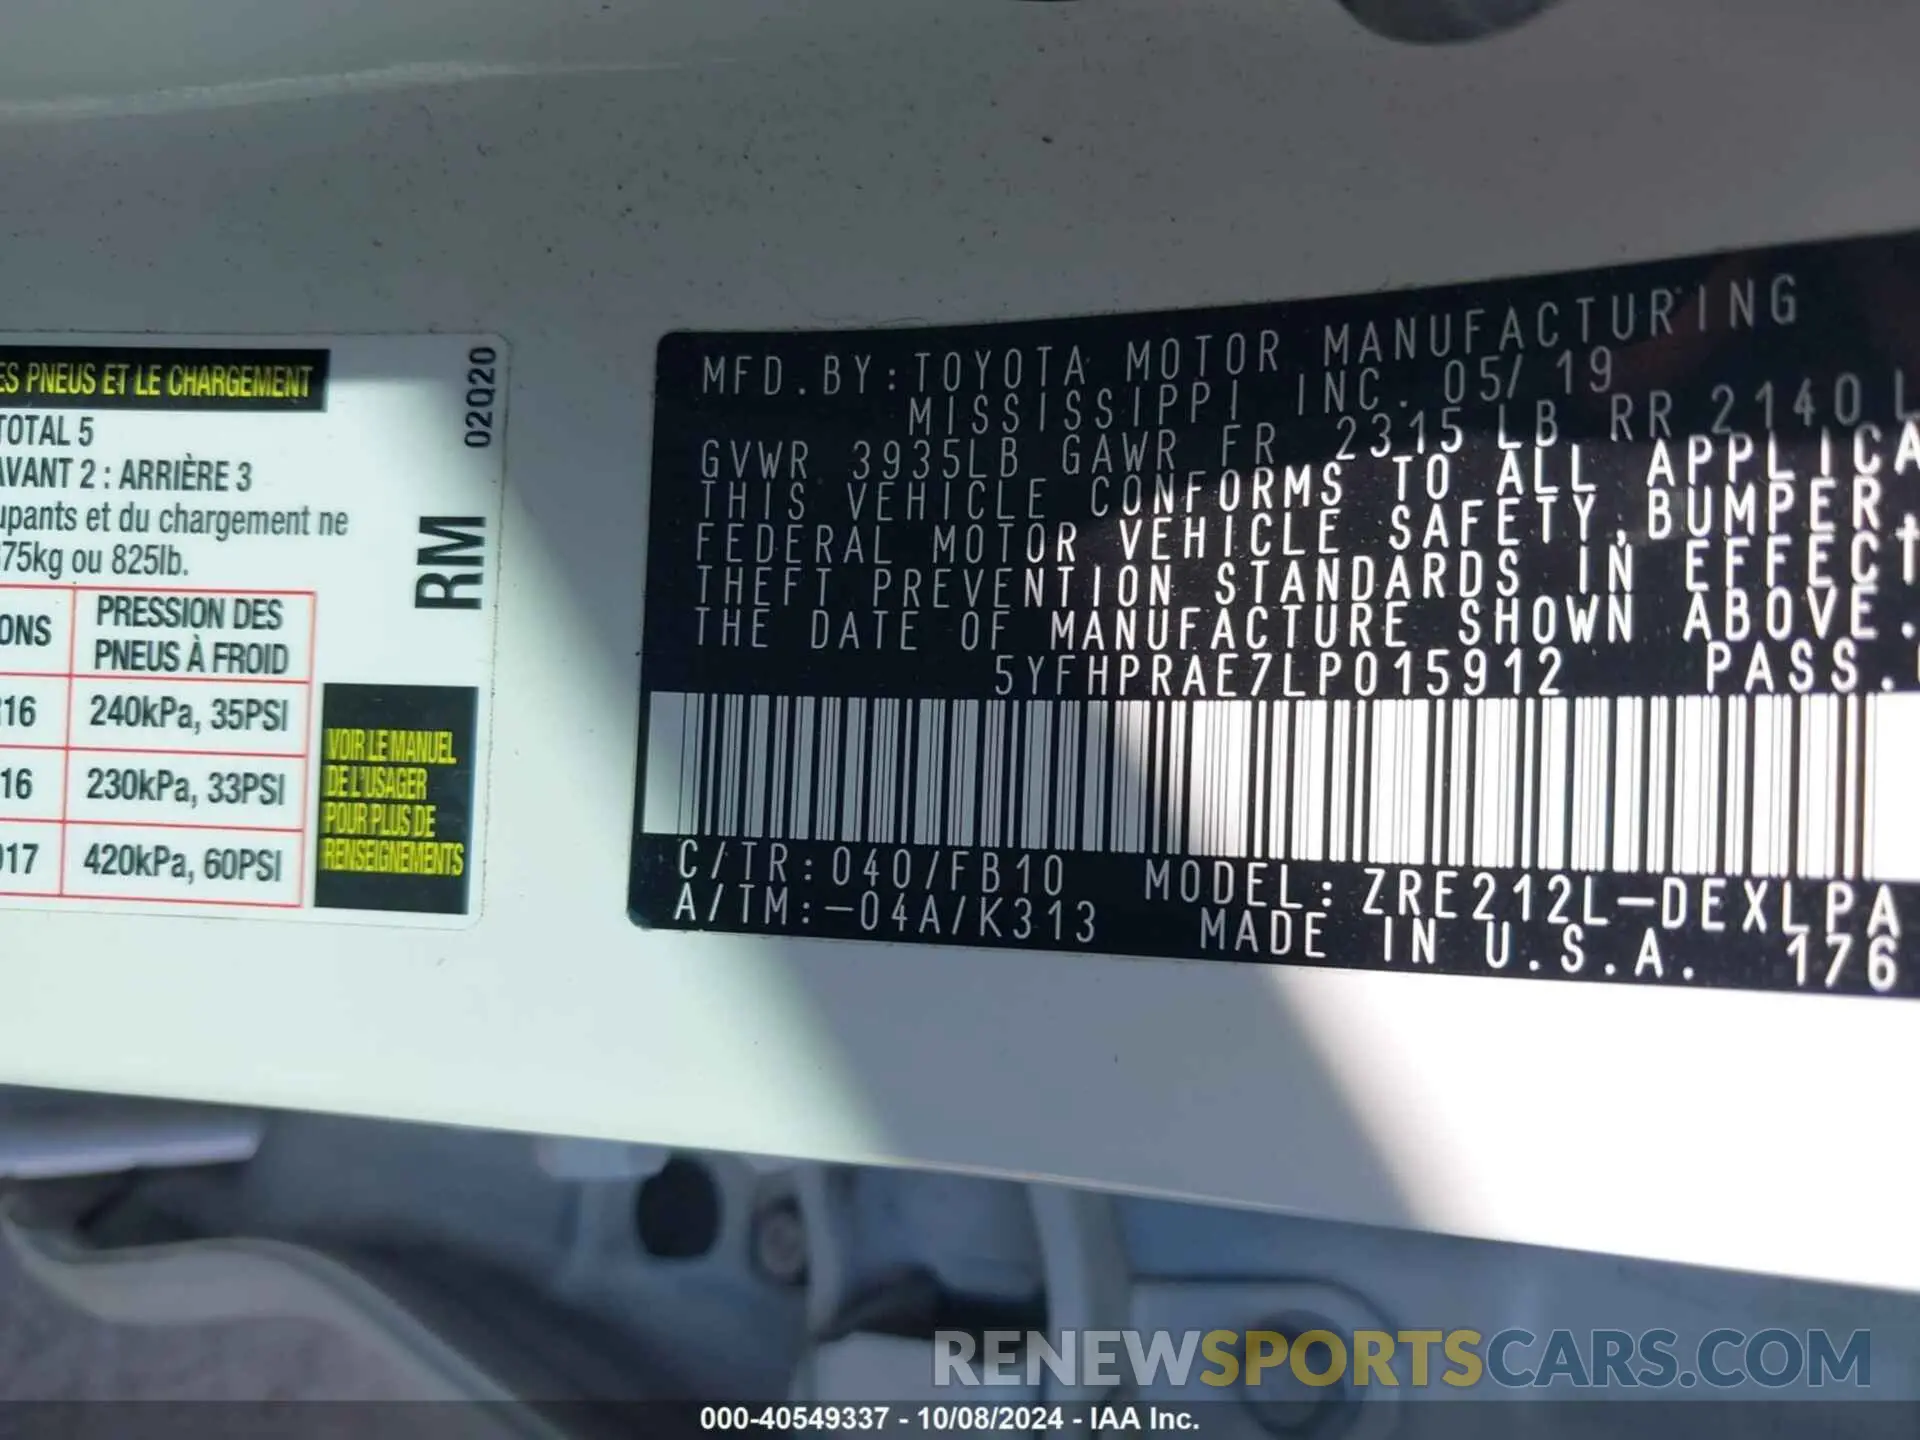 ES PNEUS ET LE CHARGEMENT
TOTAL 5
AVANT 2 : ARRIÈRE 3
upants et du chargement ne
75kg ou 825lb.
ONS PRESSION DES
PNEUS À FROID
16 240kPa, 35PSI
16 230kPa, 33PSI
17 420kPa, 60PSI
VOIR LE MANUEL
DE L'USAGER
POUR PLUS DE
RENSEIGNEMENTS
02Q20
RM
MFD.BY:TOYOTA MOTOR MANUFACTURING
MISSISSIPPI INC. 05/19
GVWR 3935LB GAWR FR 2315LB RR 2140L
THIS VEHICLE CONFORMS TO ALL APPLICA
FEDERAL MOTOR VEHICLE SAFETY,BUMPER,
THEFT PREVENTION STANDARDS IN EFFECT
THE DATE OF MANUFACTURE SHOWN ABOVE.
5YFHPRAE7LP015912 PASS.
C/TR:040/FB10 MODEL:ZRE212L-DEXLPA
A/TM:-04A/K313 MADE IN U.S.A. 176
RENEWSPORTSCARS.COM
000-40549337 - 10/08/2024 - IAA Inc.